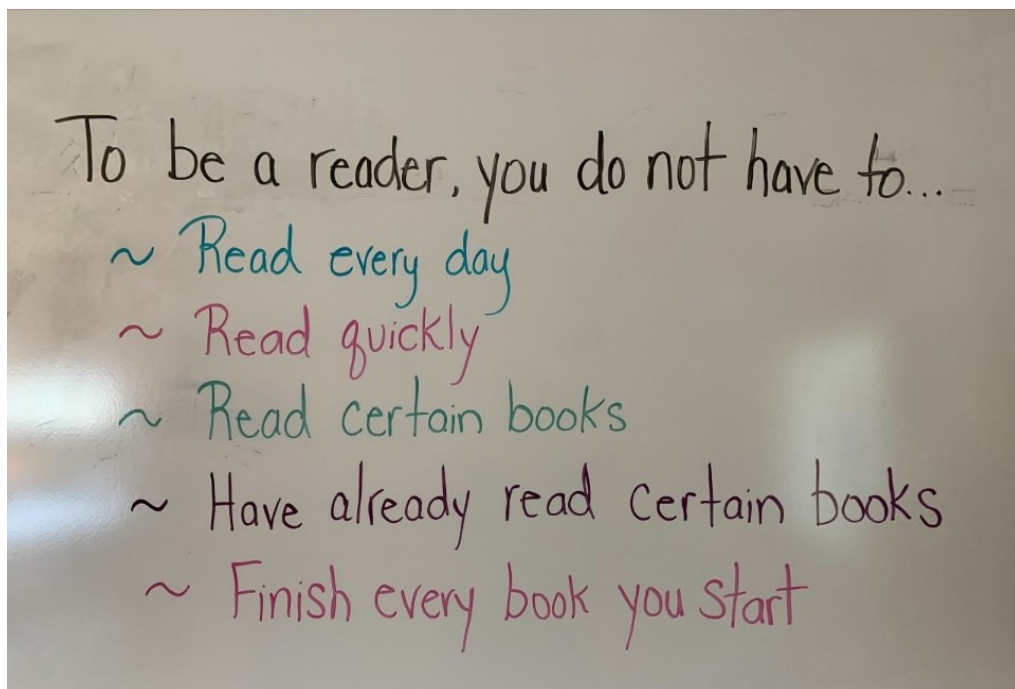 To be a reader, you do not have to...
~ Read every day
~ Read quickly
~ Read certain books
~ Have already read certain books
~ Finish every book you start